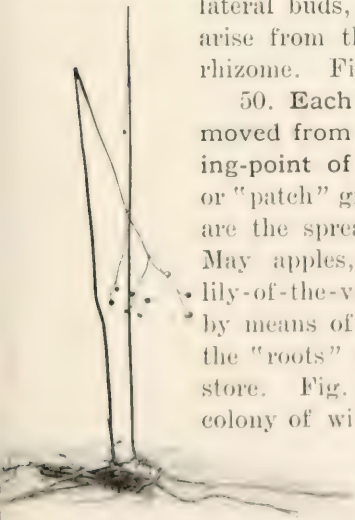 lateral buds,
arise from th
rhizome. Fi
50. Each
moved from
ing-point of
or "patch" g
are the sprea
May apples,
lily-of-the-v
by means of
the "roots"
store. Fig.
colony of wi